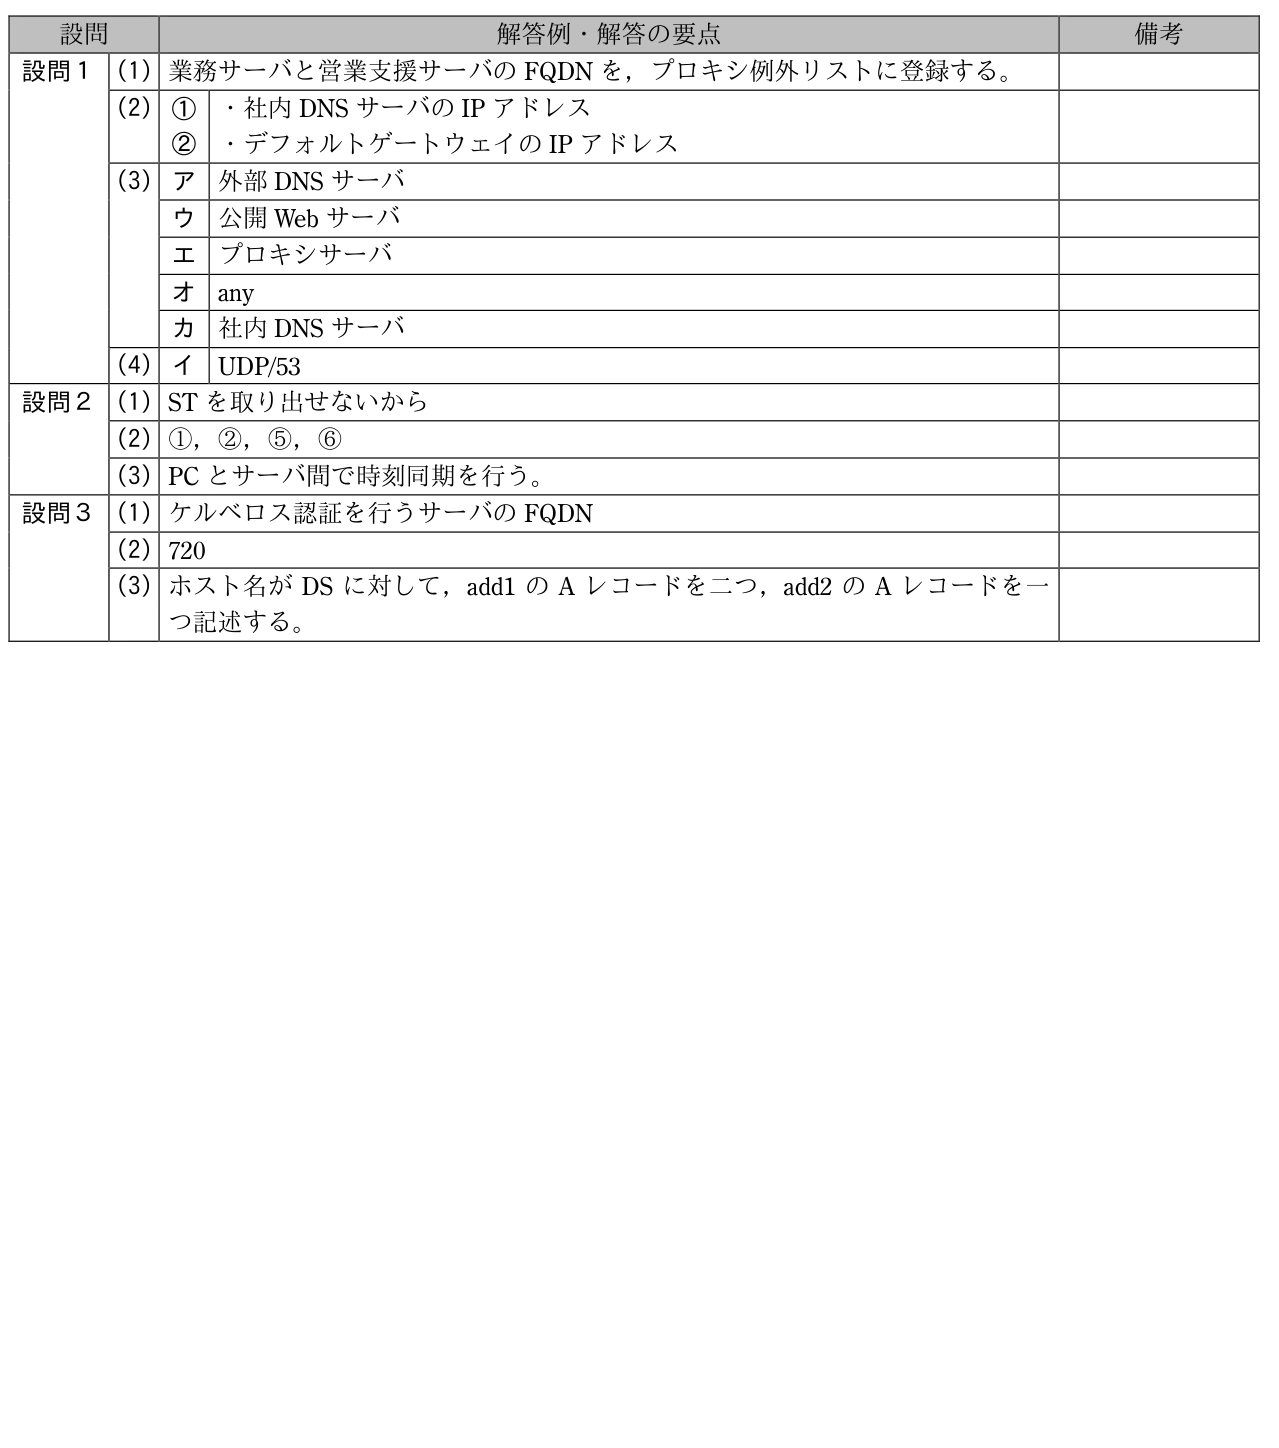 設問 解答例・解答の要点 備考
設問1 (1) 業務サーバと営業支援サーバの FQDN を，プロキシ例外リストに登録する。
(2) ① ・社内 DNS サーバの IP アドレス
② ・デフォルトゲートウェイの IP アドレス
(3) ア 外部 DNS サーバ
ウ 公開 Web サーバ
エ プロキシサーバ
オ any
カ 社内 DNS サーバ
(4) イ UDP/53
設問2 (1) ST を取り出せないから
(2) ①，②，⑤，⑥
(3) PC とサーバ間で時刻同期を行う。
設問3 (1) ケルベロス認証を行うサーバの FQDN
(2) 720
(3) ホスト名が DS に対して，add1 の A レコードを二つ，add2 の A レコードを一
つ記述する。